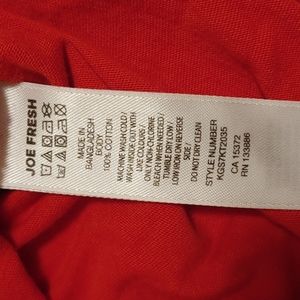 JOE FRESH
MADE IN
BANGLADESH
BODY
100% COTTON
MACHINE WASH COLD /
WASH INSIDE OUT WITH
LIKE COLOURS /
ONLY NON-CHLORINE
BLEACH WHEN NEEDED /
TUMBLE DRY LOW /
LOW IRON ON REVERSE
SIDE /
DO NOT DRY CLEAN
STYLE NUMBER
KGS7KT2035
CA 15372
RN 133886